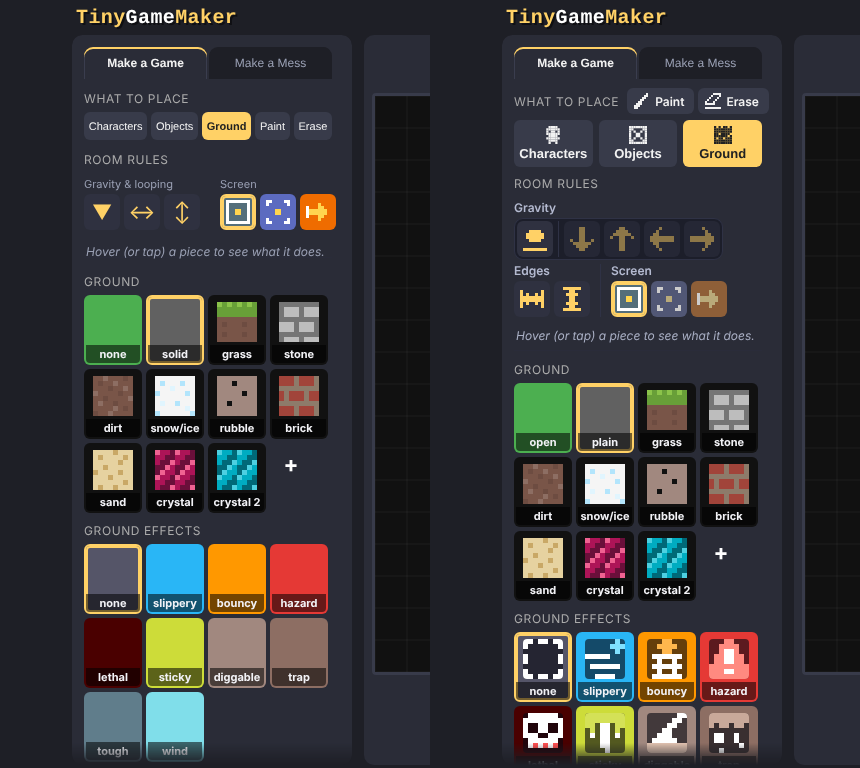 TinyGameMaker
Make a Game Make a Mess
WHAT TO PLACE
Characters Objects Ground Paint Erase
ROOM RULES
Gravity & looping Screen
Hover (or tap) a piece to see what it does.
GROUND
none solid grass stone
dirt snow/ice rubble brick
sand crystal crystal 2 +
GROUND EFFECTS
none slippery bouncy hazard
lethal sticky diggable trap
tough wind
TinyGameMaker
Make a Game Make a Mess
WHAT TO PLACE Paint Erase
Characters Objects Ground
ROOM RULES
Gravity
Edges Screen
Hover (or tap) a piece to see what it does.
GROUND
open plain grass stone
dirt snow/ice rubble brick
sand crystal crystal 2 +
GROUND EFFECTS
none slippery bouncy hazard